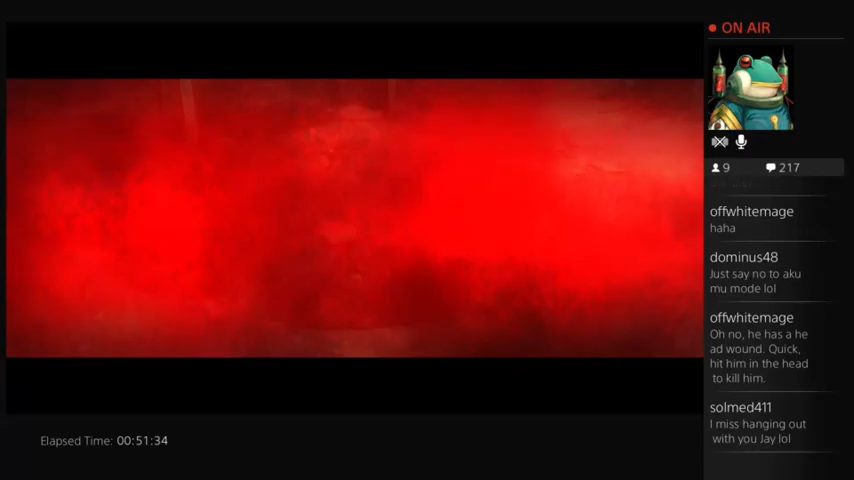 ON AIR
9 217
offwhitemage
haha
dominus48
Just say no to aku
mu mode lol
offwhitemage
Oh no, he has a he
ad wound. Quick,
hit him in the head
to kill him.
solmed411
I miss hanging out
with you Jay lol
Elapsed Time: 00:51:34